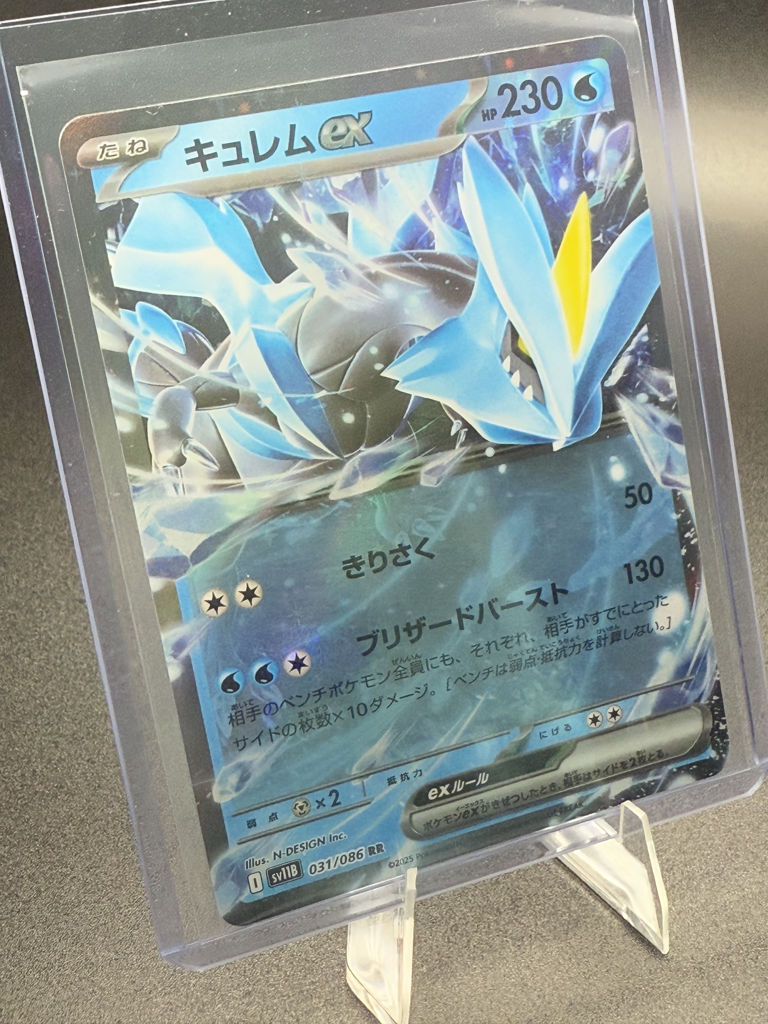 たね キュレムex HP 230
きりさく 50
ブリザードバースト 130
相手のベンチポケモン全員にも、それぞれ、相手がすでにとった
サイドの枚数×10ダメージ。[ベンチは弱点・抵抗力を計算しない。]
弱点 ×2 抵抗力 にげる
exルール
ポケモンexがきぜつしたとき、相手はサイドを2枚とる。
Illus. N-DESIGN Inc.
I SV11B 031/086 RR ©2025